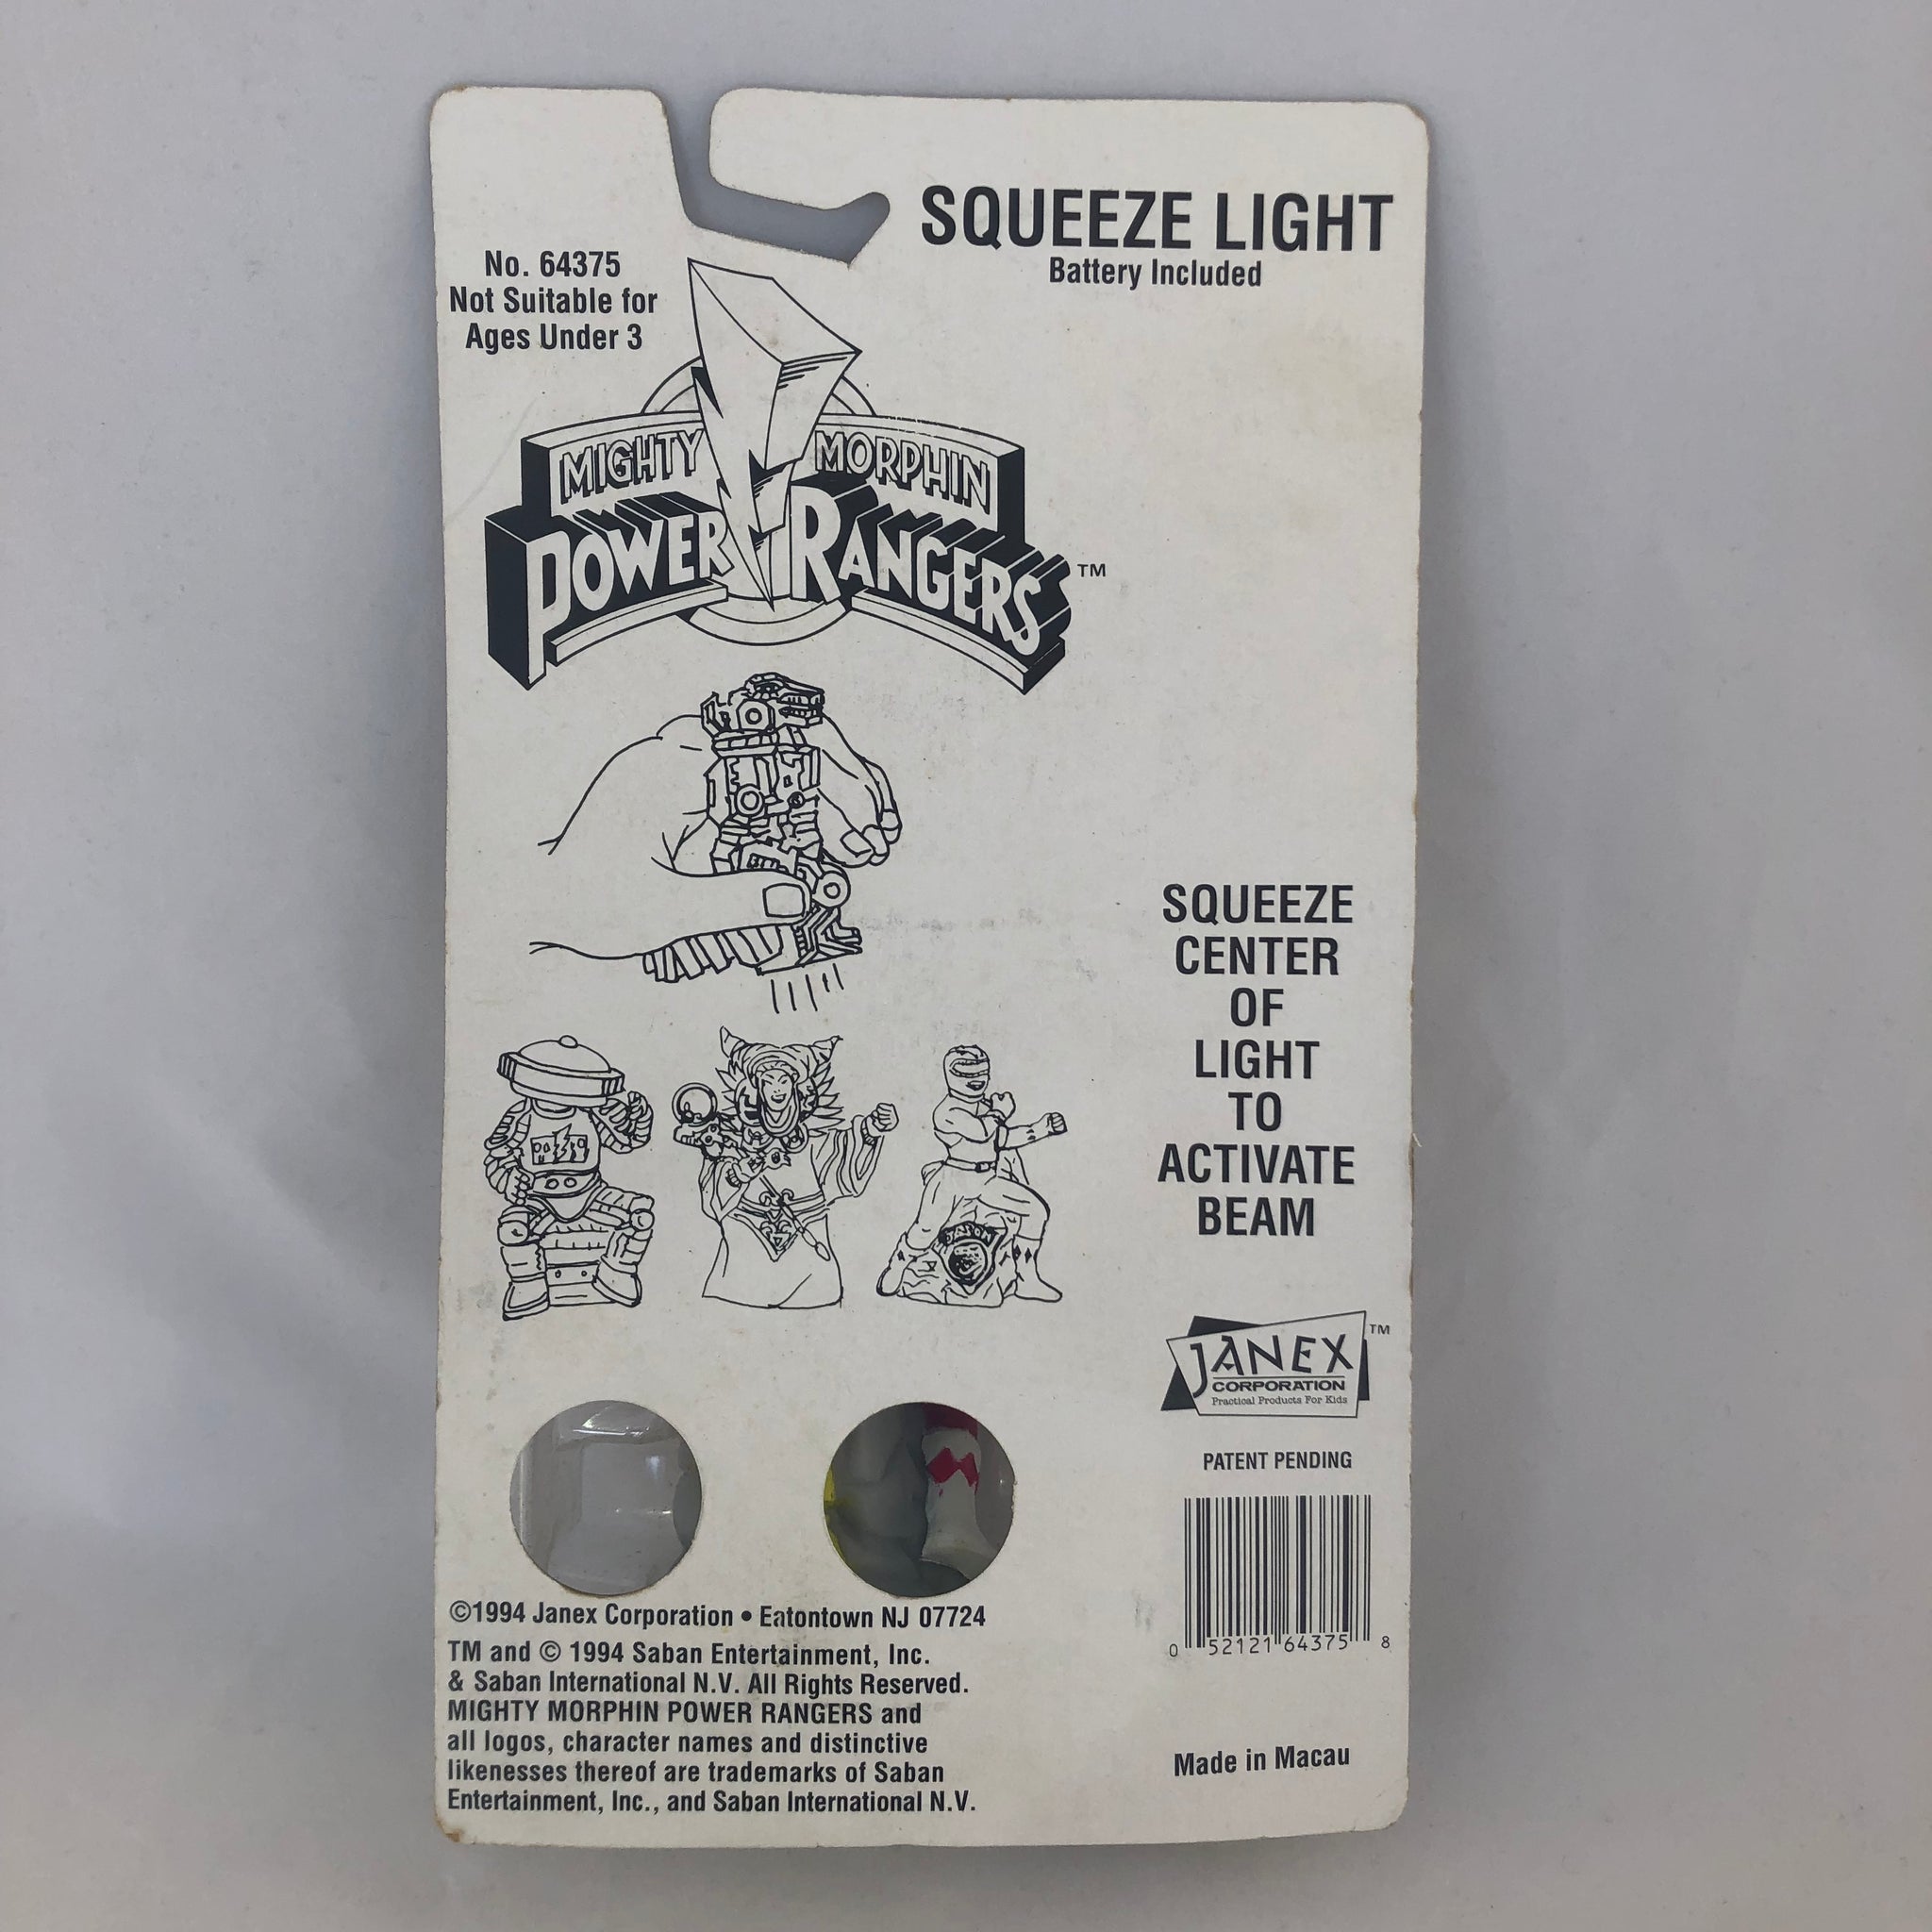 SQUEEZE LIGHT
Battery Included
No. 64375
Not Suitable for
Ages Under 3
MIGHTY MORPHIN
POWER RANGERS TM
SQUEEZE
CENTER
OF
LIGHT
TO
ACTIVATE
BEAM
JASON
JANEX TM
CORPORATION
Practical Products For Kids
PATENT PENDING
0 52121 64375 8
©1994 Janex Corporation • Eatontown NJ 07724
TM and © 1994 Saban Entertainment, Inc.
& Saban International N.V. All Rights Reserved.
MIGHTY MORPHIN POWER RANGERS and
all logos, character names and distinctive
likenesses thereof are trademarks of Saban
Entertainment, Inc., and Saban International N.V.
Made in Macau